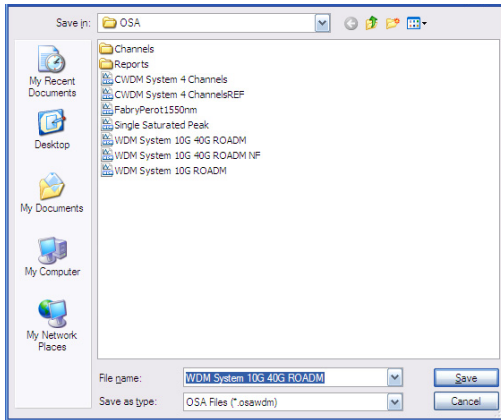 Save in: OSA
My Recent
Documents
Desktop
My Documents
My Computer
My Network
Places
Channels
Reports
CWDM System 4 Channels
CWDM System 4 ChannelsREF
FabryPerot1550nm
Single Saturated Peak
WDM System 10G 40G ROADM
WDM System 10G 40G ROADM NF
WDM System 10G ROADM
File name: WDM System 10G 40G ROADM Save
Save as type: OSA Files (*.osawdm) Cancel